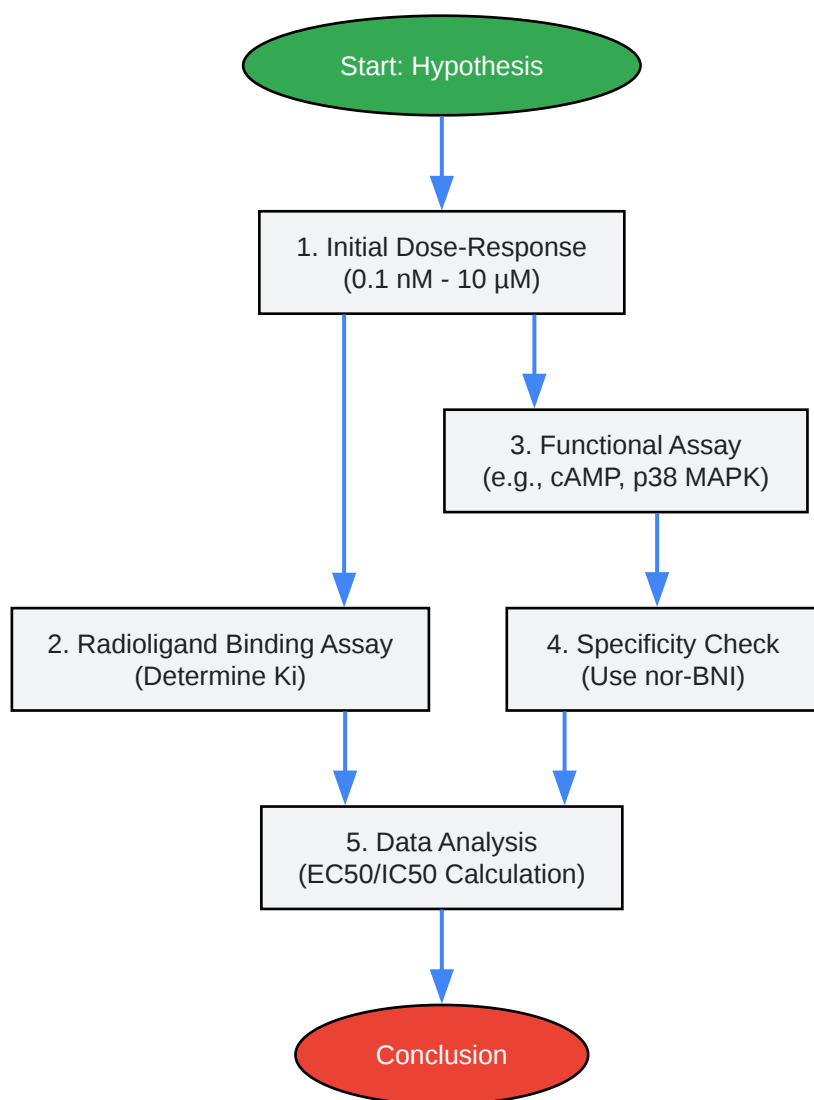 Start: Hypothesis
1. Initial Dose-Response
(0.1 nM - 10 µM)
3. Functional Assay
(e.g., cAMP, p38 MAPK)
2. Radioligand Binding Assay
(Determine Ki)
4. Specificity Check
(Use nor-BNI)
5. Data Analysis
(EC50/IC50 Calculation)
Conclusion